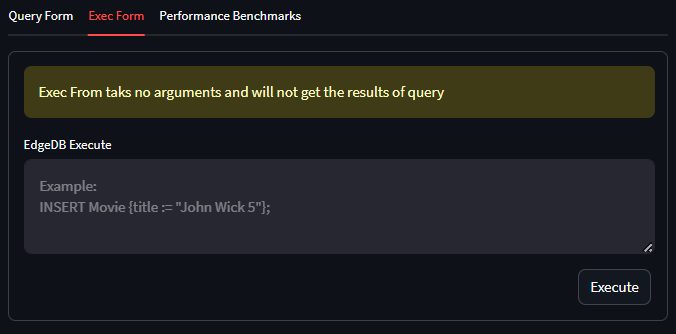 Query Form Exec Form Performance Benchmarks
Exec From taks no arguments and will not get the results of query
EdgeDB Execute
Example:
INSERT Movie {title := "John Wick 5"};
Execute